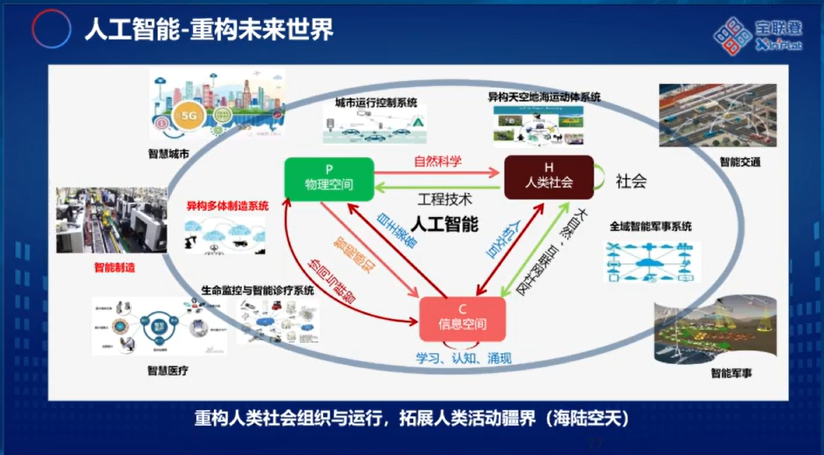 人工智能-重构未来世界
宝联登
XinPlat
城市运行控制系统
异构天空地海运动体系统
5G
智慧城市
智能交通
P
物理空间
自然科学
H
人类社会
社会
工程技术
人工智能
异构多体制造系统
智能制造
自主装备
智能感知
协同与群智
人机交互
大自然、互联网社区
全域智能军事系统
生命监控与智能诊疗系统
C
信息空间
学习、认知、涌现
智慧医疗
智能军事
重构人类社会组织与运行，拓展人类活动疆界（海陆空天）